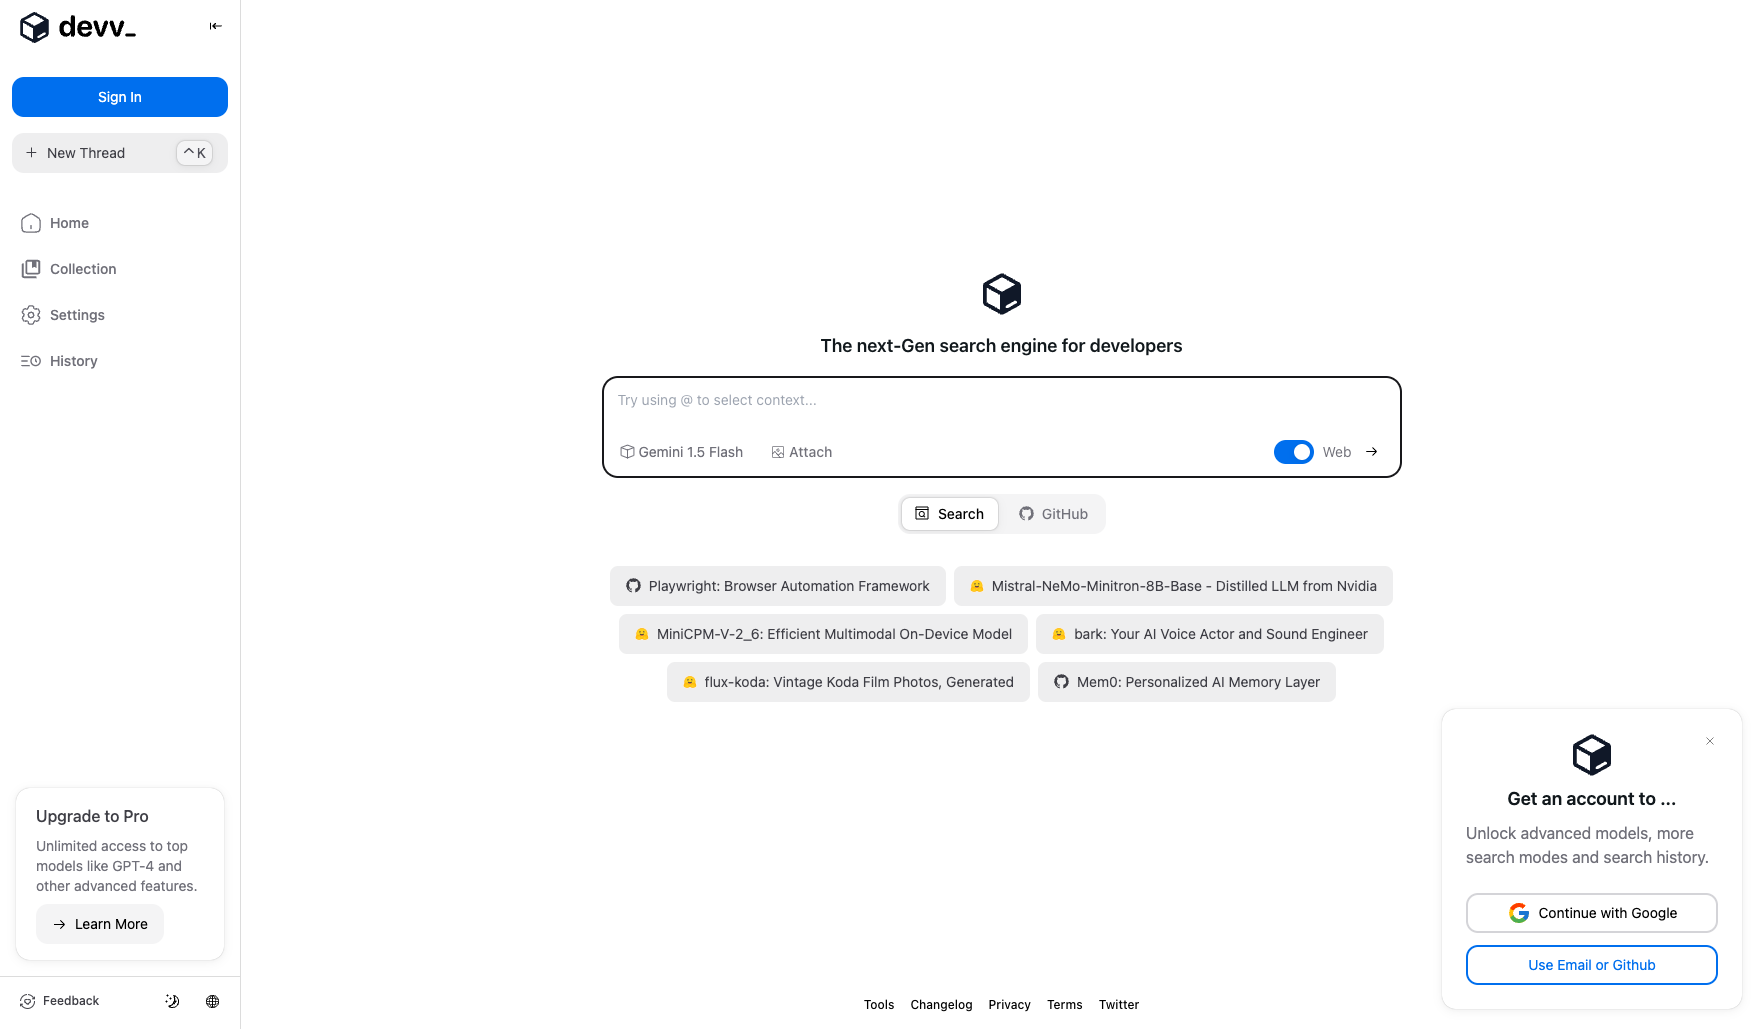 devv_
Sign In
New Thread
^ K
Home
Collection
Settings
History
Upgrade to Pro
Unlimited access to top
models like GPT-4 and
other advanced features.
Learn More
Feedback
The next-Gen search engine for developers
Try using @ to select context...
Gemini 1.5 Flash
Attach
Web
Search
GitHub
Playwright: Browser Automation Framework
Mistral-NeMo-Minitron-8B-Base - Distilled LLM from Nvidia
MiniCPM-V-2_6: Efficient Multimodal On-Device Model
bark: Your AI Voice Actor and Sound Engineer
flux-koda: Vintage Koda Film Photos, Generated
Mem0: Personalized AI Memory Layer
Tools
Changelog
Privacy
Terms
Twitter
Get an account to ...
Unlock advanced models, more
search modes and search history.
Continue with Google
Use Email or Github